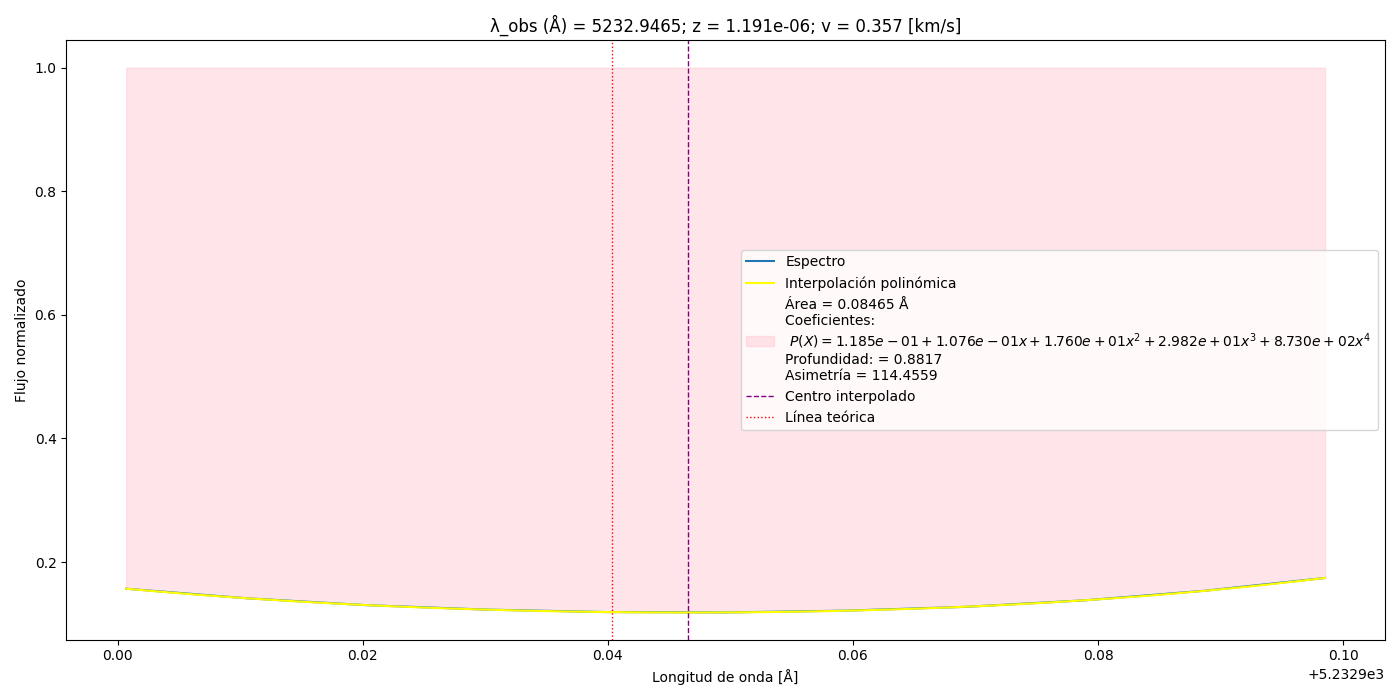 λ_obs (Å) = 5232.9465; z = 1.191e-06; v = 0.357 [km/s]
Flujo normalizado
1.0
0.8
0.6
0.4
0.2
Espectro
Interpolación polinómica
Área = 0.08465 Å
Coeficientes:
P(X) = 1.185e − 01 + 1.076e − 01x + 1.760e + 01x² + 2.982e + 01x³ + 8.730e + 02x⁴
Profundidad: = 0.8817
Asimetría = 114.4559
Centro interpolado
Línea teórica
0.00 0.02 0.04 0.06 0.08 0.10
+5.2329e3
Longitud de onda [Å]